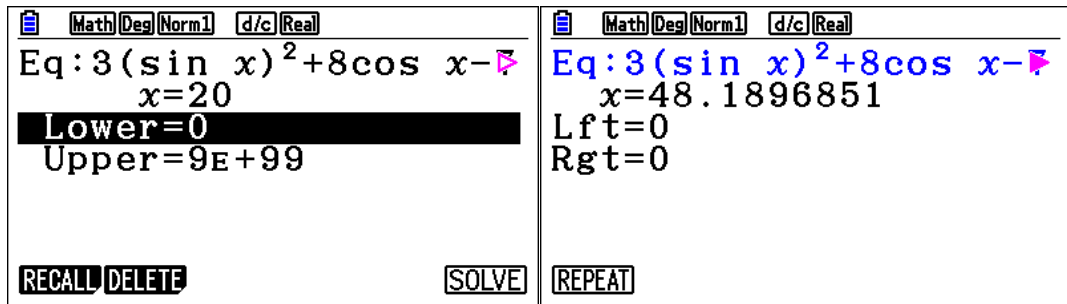 Math Deg Norm1 d/c Real
Eq:3(sin x)²+8cos x-
x=20
Lower=0
Upper=9ᴇ+99
RECALL DELETE SOLVE
Math Deg Norm1 d/c Real
Eq:3(sin x)²+8cos x-
x=48.1896851
Lft=0
Rgt=0
REPEAT